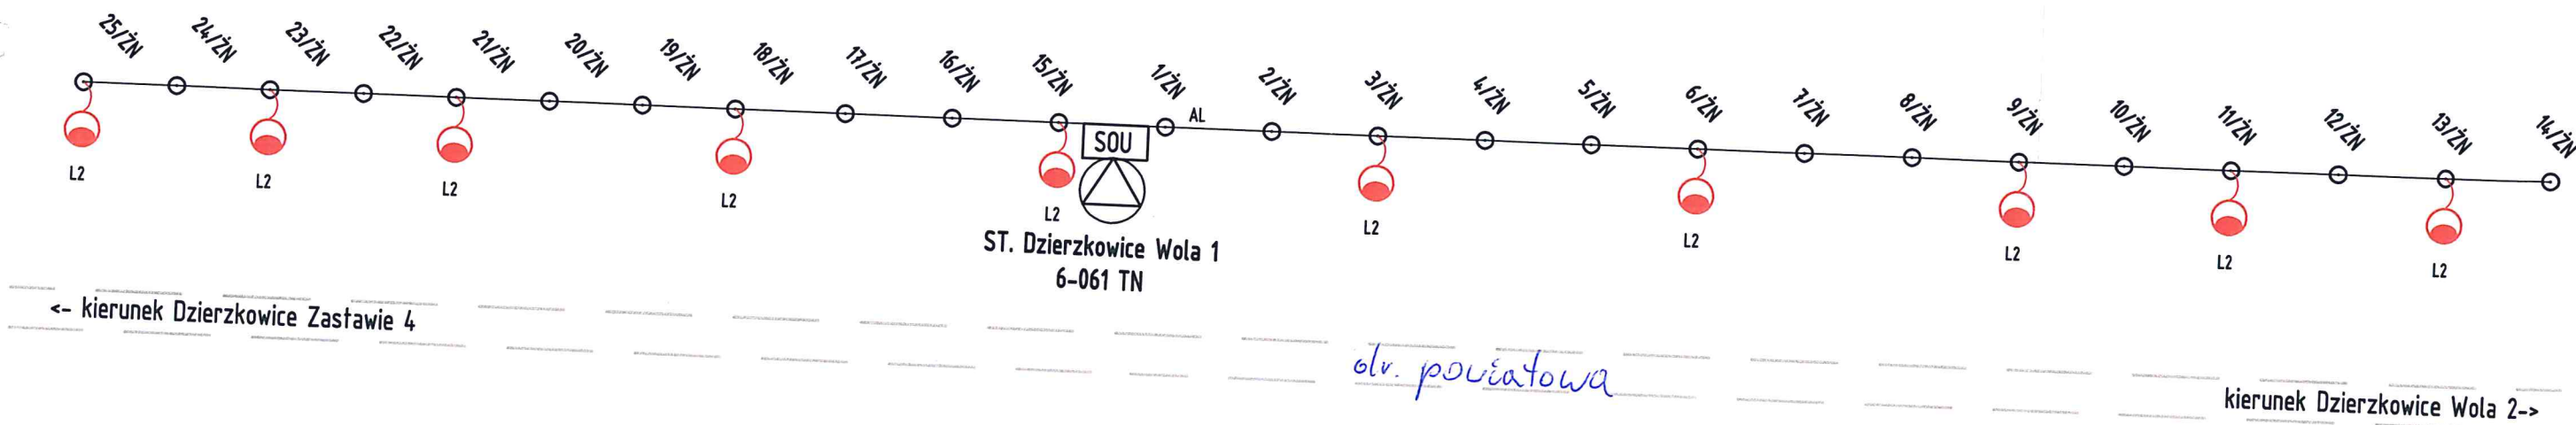 25/ŻN 24/ŻN 23/ŻN 22/ŻN 21/ŻN 20/ŻN 19/ŻN 18/ŻN 17/ŻN 16/ŻN 15/ŻN 1/ŻN 2/ŻN 3/ŻN 4/ŻN 5/ŻN 6/ŻN 7/ŻN 8/ŻN 9/ŻN 10/ŻN 11/ŻN 12/ŻN 13/ŻN 14/ŻN
AL
SOU
L2 L2 L2 L2 L2 L2 L2 L2 L2 L2
ST. Dzierzkowice Wola 1
6-061 TN
<- kierunek Dzierzkowice Zastawie 4
dr. powiatowa
kierunek Dzierzkowice Wola 2->